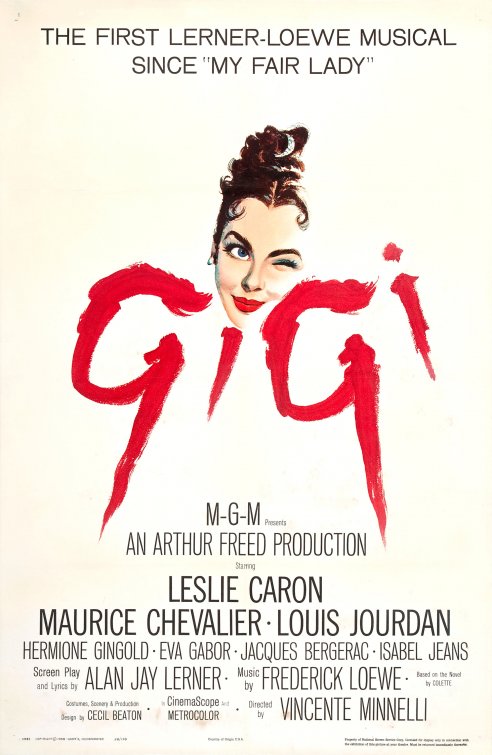 THE FIRST LERNER-LOEWE MUSICAL
SINCE "MY FAIR LADY"
GiGi
M-G-M Presents
AN ARTHUR FREED PRODUCTION
Starring
LESLIE CARON
MAURICE CHEVALIER · LOUIS JOURDAN
HERMIONE GINGOLD · EVA GABOR · JACQUES BERGERAC · ISABEL JEANS
Screen Play and Lyrics by ALAN JAY LERNER · Music by FREDERICK LOEWE · Based on the Novel by COLETTE
Costumes, Scenery & Production Design by CECIL BEATON · In CinemaScope And METROCOLOR · Directed by VINCENTE MINNELLI